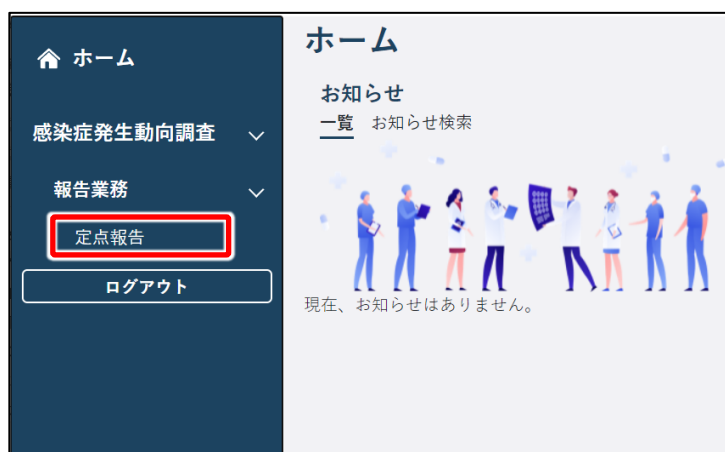 ホーム
感染症発生動向調査
報告業務
定点報告
ログアウト
ホーム
お知らせ
一覧 お知らせ検索
現在、お知らせはありません。